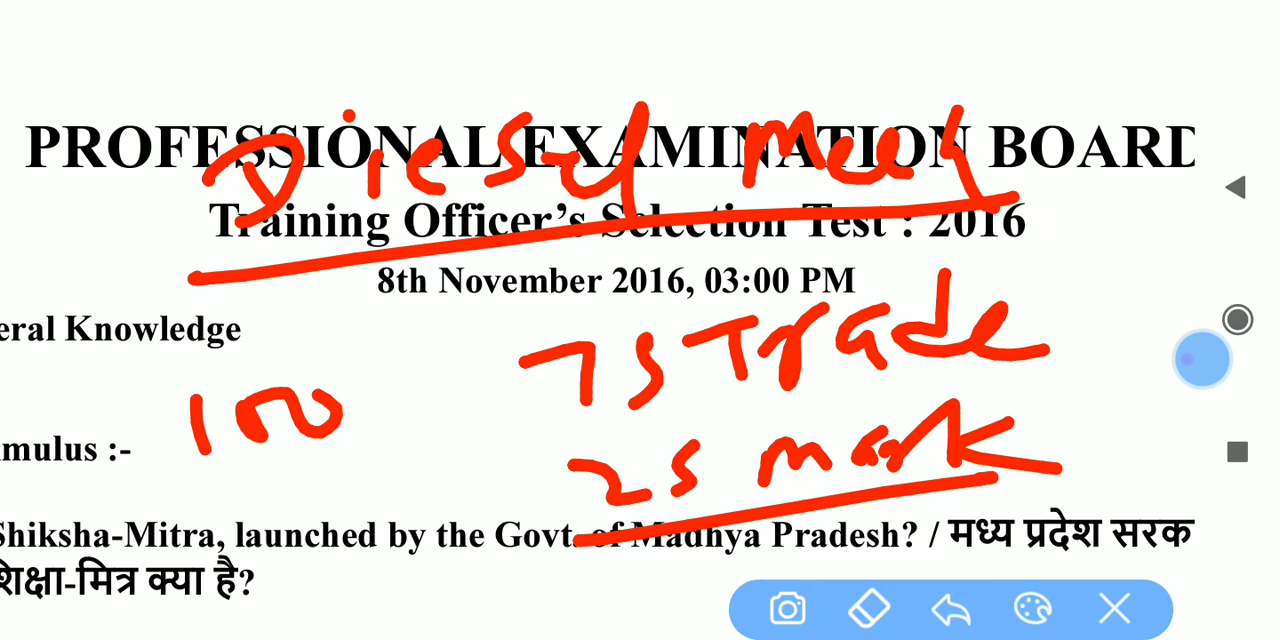 PROFESSIONAL EXAMINATION BOARD
Diesel Mech
Training Officer's Selection Test : 2016
8th November 2016, 03:00 PM
eral Knowledge
75 Trade
100
25 mark
mulus :-
Shiksha-Mitra, launched by the Govt. of Madhya Pradesh? / मध्य प्रदेश सरक
शिक्षा-मित्र क्या है?